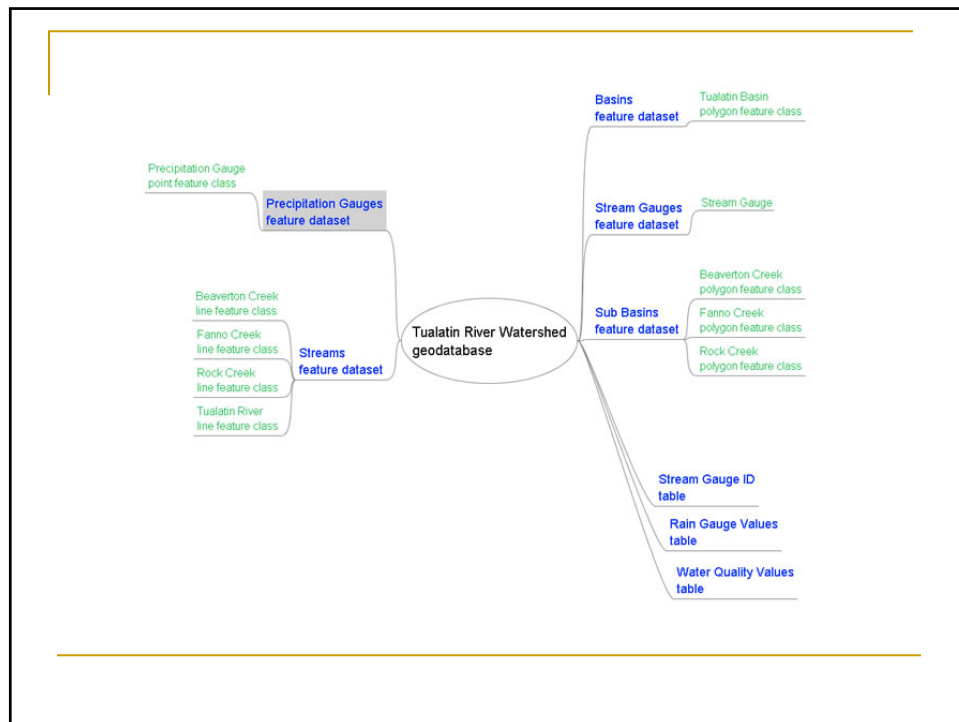 Precipitation Gauge
point feature class
Precipitation Gauges
feature dataset
Beaverton Creek
line feature class
Fanno Creek
line feature class
Rock Creek
line feature class
Tualatin River
line feature class
Streams
feature dataset
Tualatin River Watershed
geodatabase
Basins
feature dataset
Tualatin Basin
polygon feature class
Stream Gauges
feature dataset
Stream Gauge
Sub Basins
feature dataset
Beaverton Creek
polygon feature class
Fanno Creek
polygon feature class
Rock Creek
polygon feature class
Stream Gauge ID
table
Rain Gauge Values
table
Water Quality Values
table